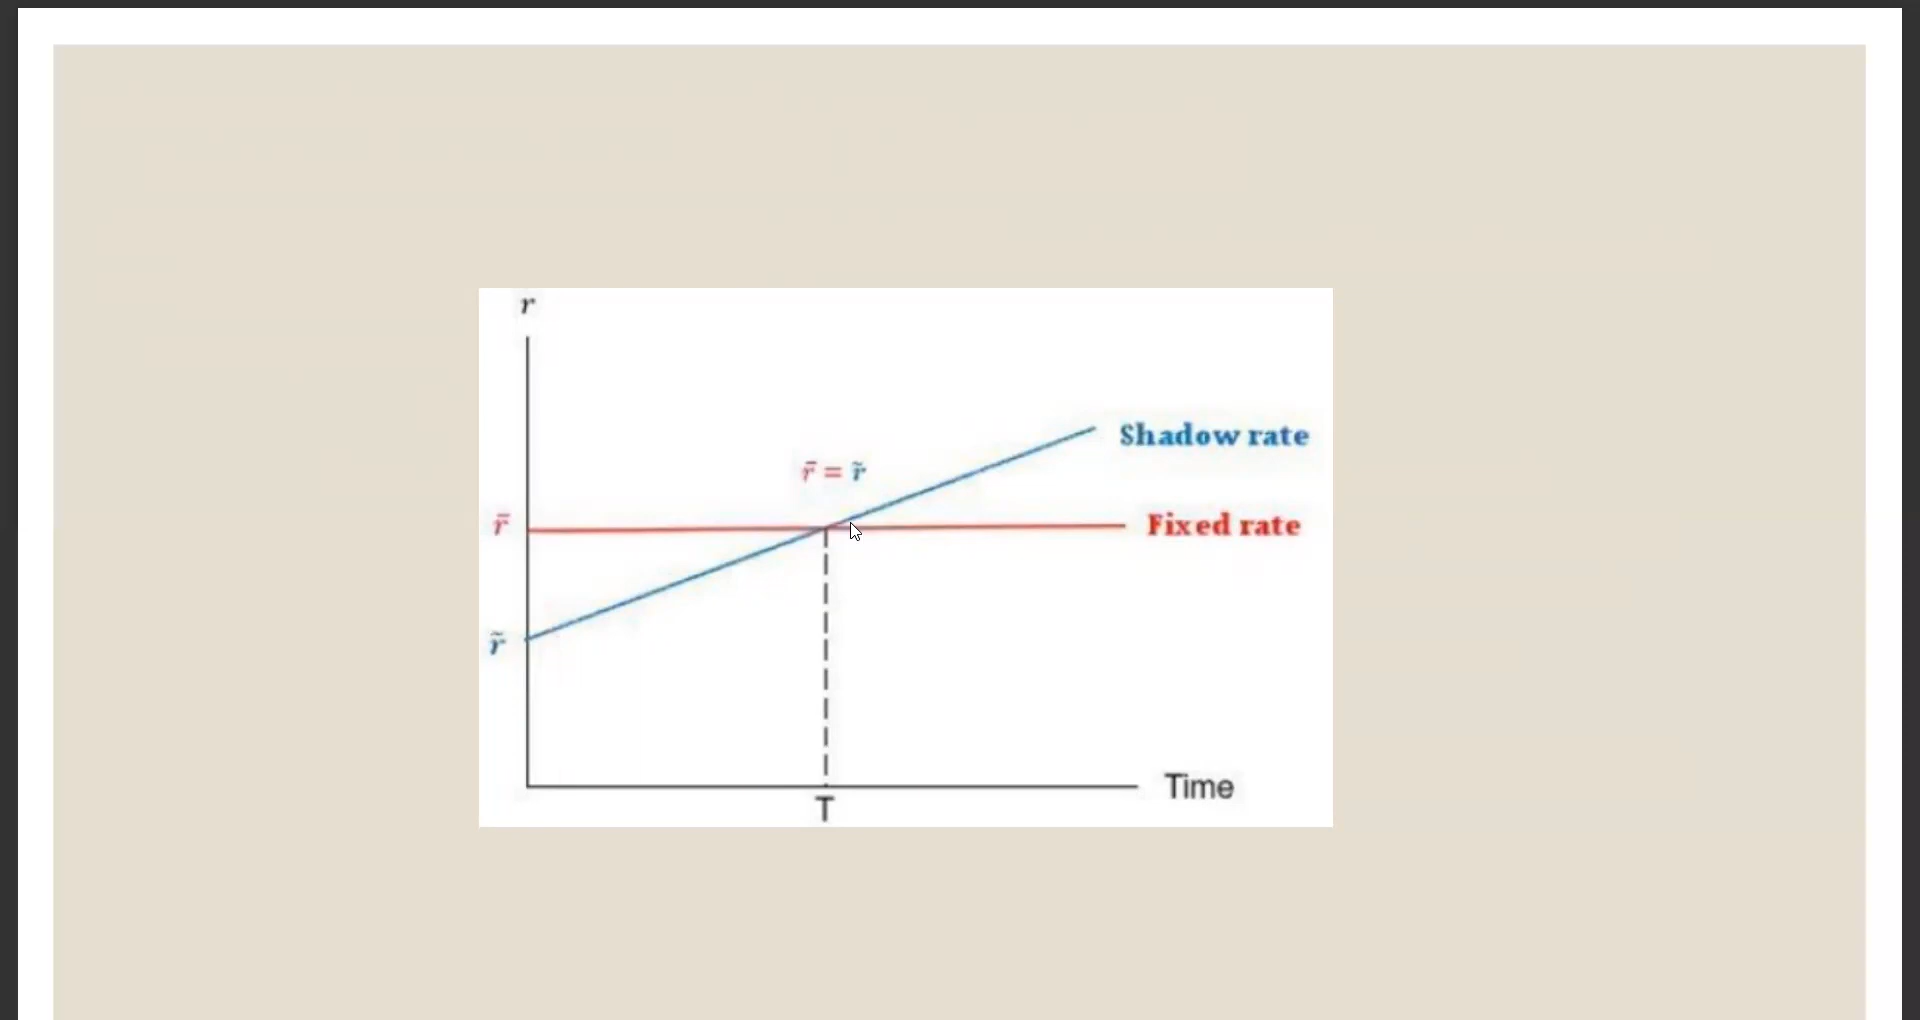 r
Shadow rate
r̄ = r̃
r̄
Fixed rate
r̃
Time
T